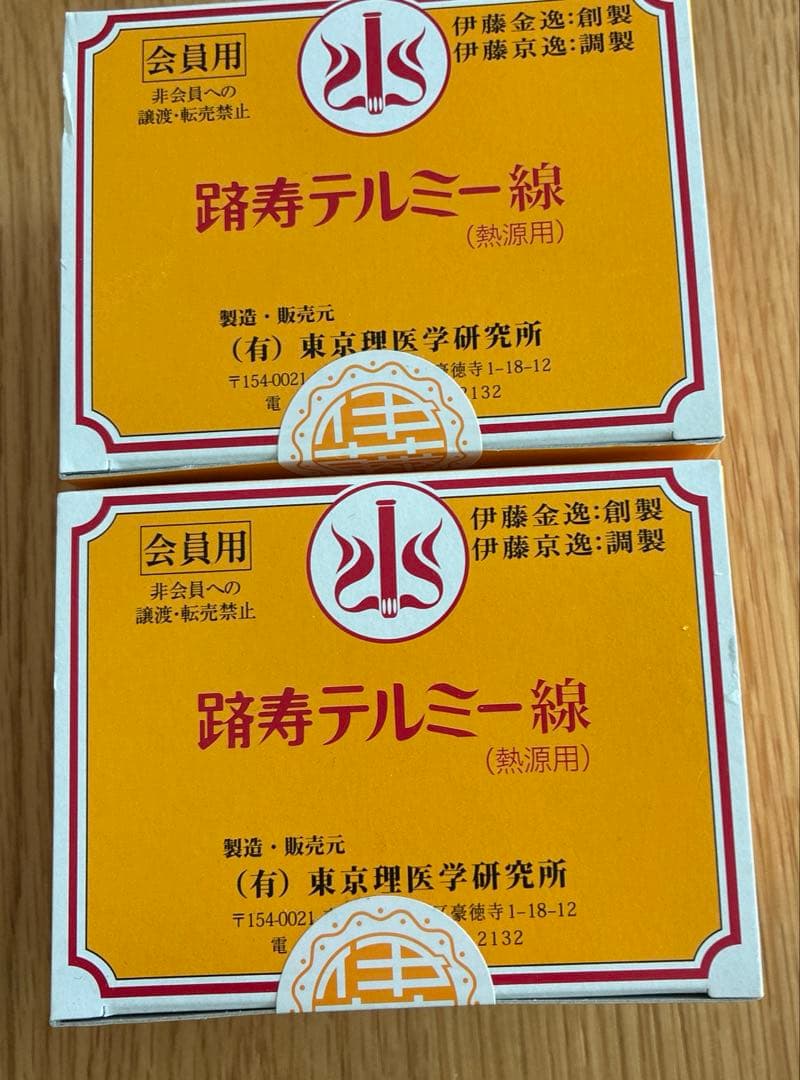 会員用
非会員への
譲渡・転売禁止
伊藤金逸:創製
伊藤京逸:調製
躋寿テルミー線
(熱源用)
製造・販売元
(有)東京理医学研究所
〒154-0021 豪徳寺1-18-12
電 2132
伊
会員用
非会員への
譲渡・転売禁止
伊藤金逸:創製
伊藤京逸:調製
躋寿テルミー線
(熱源用)
製造・販売元
(有)東京理医学研究所
〒154-0021 区豪徳寺1-18-12
電 2132
伊